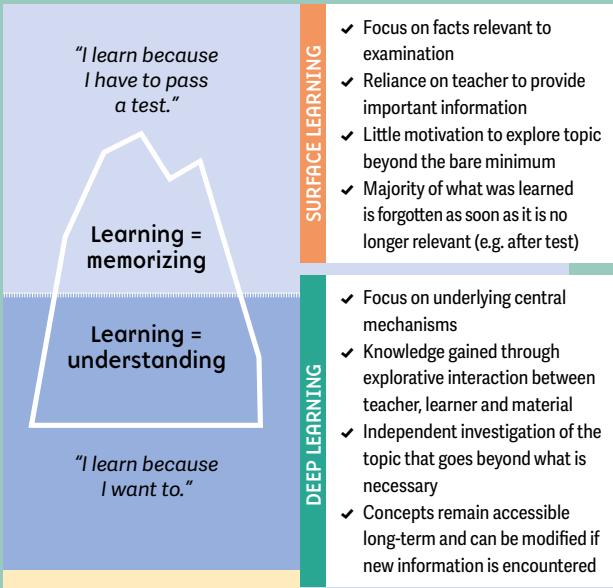 “I learn because
I have to pass
a test.”
Learning =
memorizing
Learning =
understanding
“I learn because
I want to.”
SURFACE LEARNING
✓ Focus on facts relevant to
examination
✓ Reliance on teacher to provide
important information
✓ Little motivation to explore topic
beyond the bare minimum
✓ Majority of what was learned
is forgotten as soon as it is no
longer relevant (e.g. after test)
DEEP LEARNING
✓ Focus on underlying central
mechanisms
✓ Knowledge gained through
explorative interaction between
teacher, learner and material
✓ Independent investigation of the
topic that goes beyond what is
necessary
✓ Concepts remain accessible
long-term and can be modified if
new information is encountered